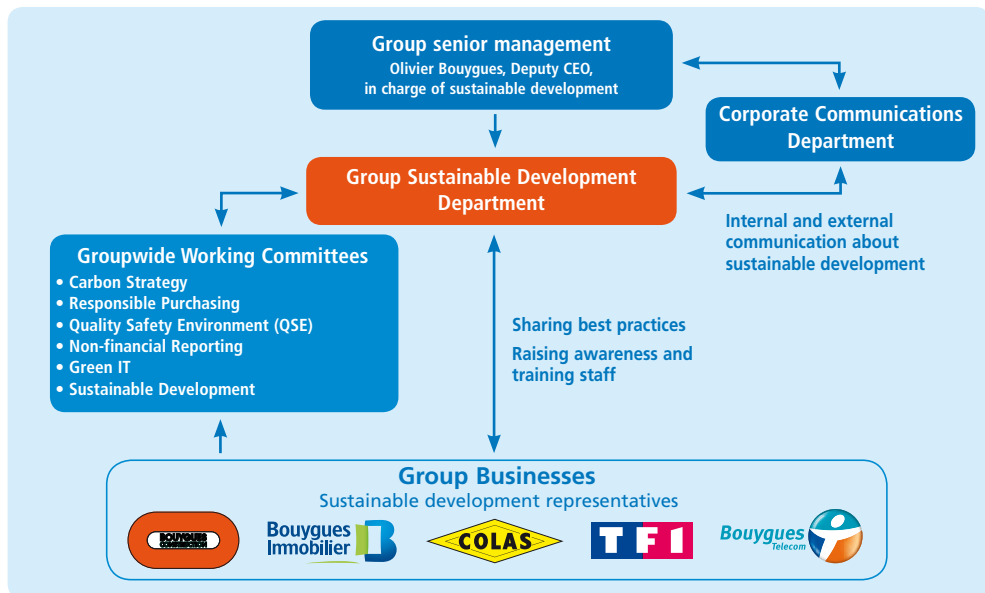 Group senior management
Olivier Bouygues, Deputy CEO,
in charge of sustainable development
Corporate Communications
Department
Group Sustainable Development
Department
Internal and external
communication about
sustainable development
Groupwide Working Committees
• Carbon Strategy
• Responsible Purchasing
• Quality Safety Environment (QSE)
• Non-financial Reporting
• Green IT
• Sustainable Development
Sharing best practices
Raising awareness and
training staff
Group Businesses
Sustainable development representatives
BOUYGUES
CONSTRUCTION
Bouygues
Immobilier
COLAS
TF1
Bouygues
Telecom